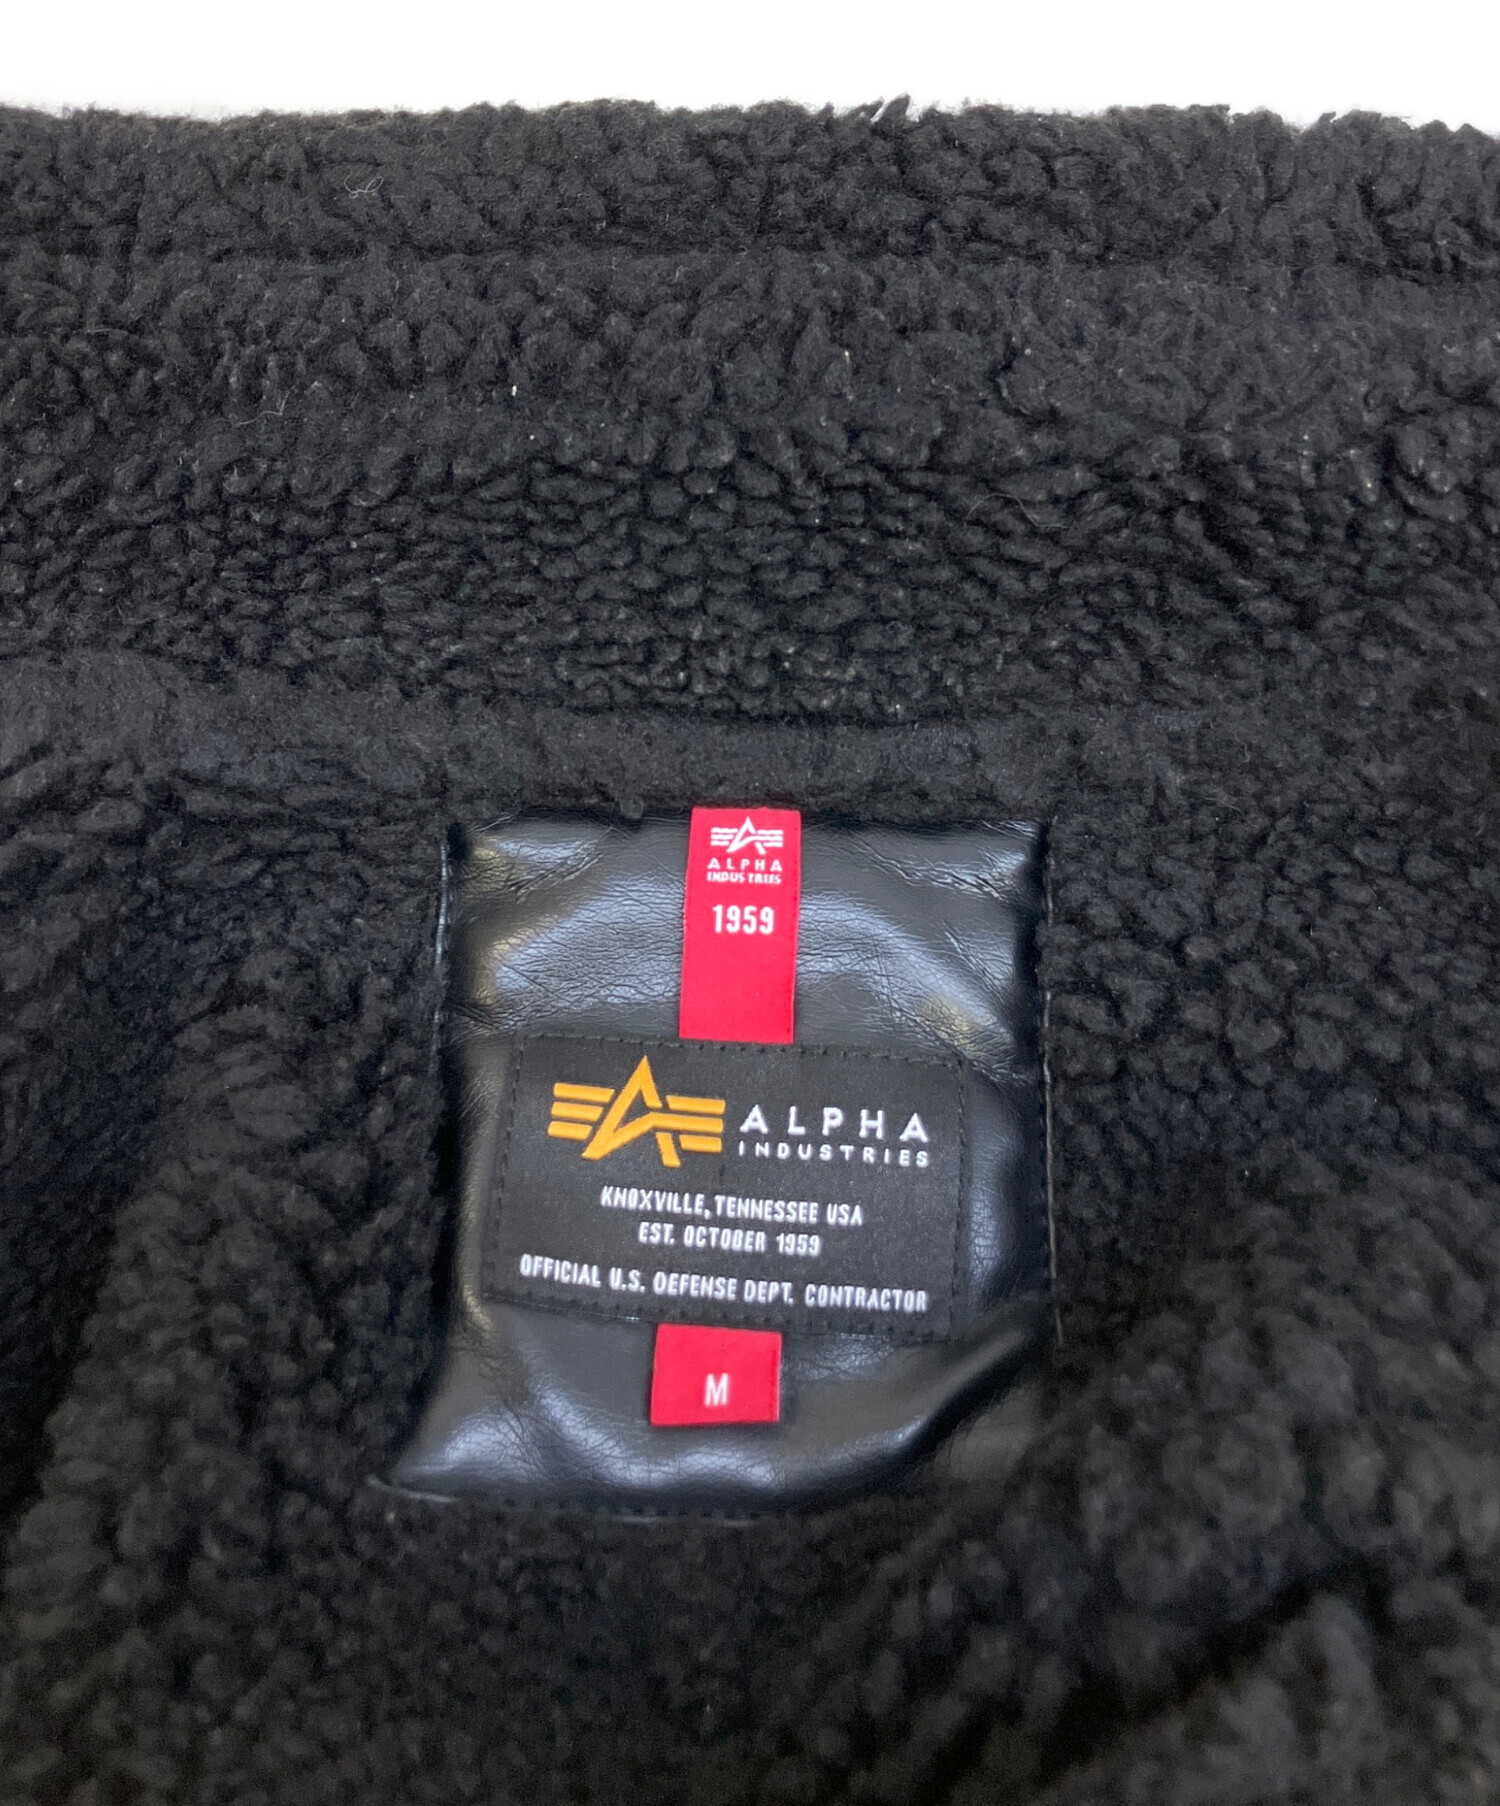 ALPHA
INDUSTRIES
1959
ALPHA
INDUSTRIES
KNOXVILLE, TENNESSEE USA
EST. OCTOBER 1959
OFFICIAL U.S. DEFENSE DEPT. CONTRACTOR
M